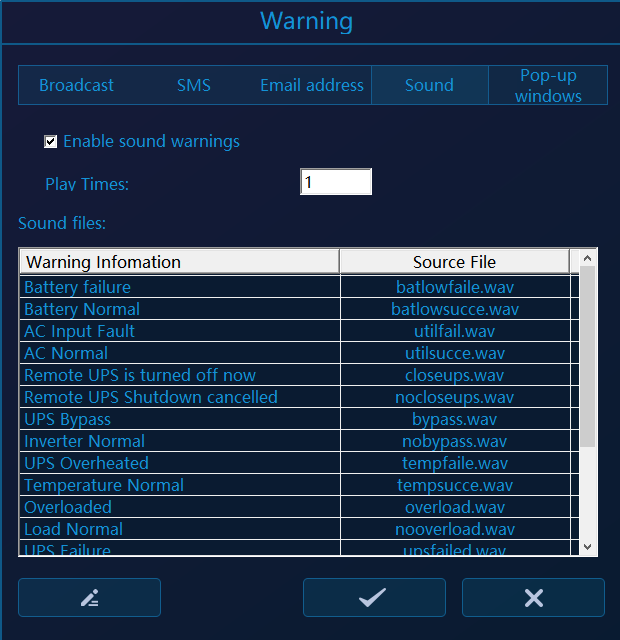 Warning
Broadcast SMS Email address Sound Pop-up windows
Enable sound warnings
Play Times: 1
Sound files:
Warning Infomation Source File
Battery failure batlowfaile.wav
Battery Normal batlowsucce.wav
AC Input Fault utilfail.wav
AC Normal utilsucce.wav
Remote UPS is turned off now closeups.wav
Remote UPS Shutdown cancelled nocloseups.wav
UPS Bypass bypass.wav
Inverter Normal nobypass.wav
UPS Overheated tempfaile.wav
Temperature Normal tempsucce.wav
Overloaded overload.wav
Load Normal nooverload.wav
UPS Failure upsfailed.wav